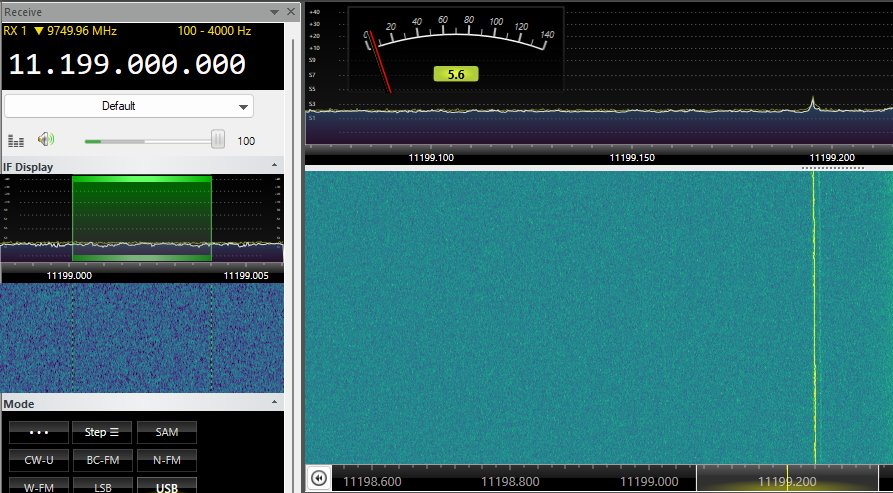 Receive
RX 1 ▼ 9749.96 MHz 100 - 4000 Hz
11.199.000.000
Default
100
IF Display
11199.000 11199.005
Mode
• • • Step ☰ SAM
CW-U BC-FM N-FM
W-FM LSB USB
+40
+30
+20
+10
S9
S7
S5
S3
S1
0 20 40 60 80 100 120 140
5.6
11199.100 11199.150 11199.200
11198.600 11198.800 11199.000 11199.200